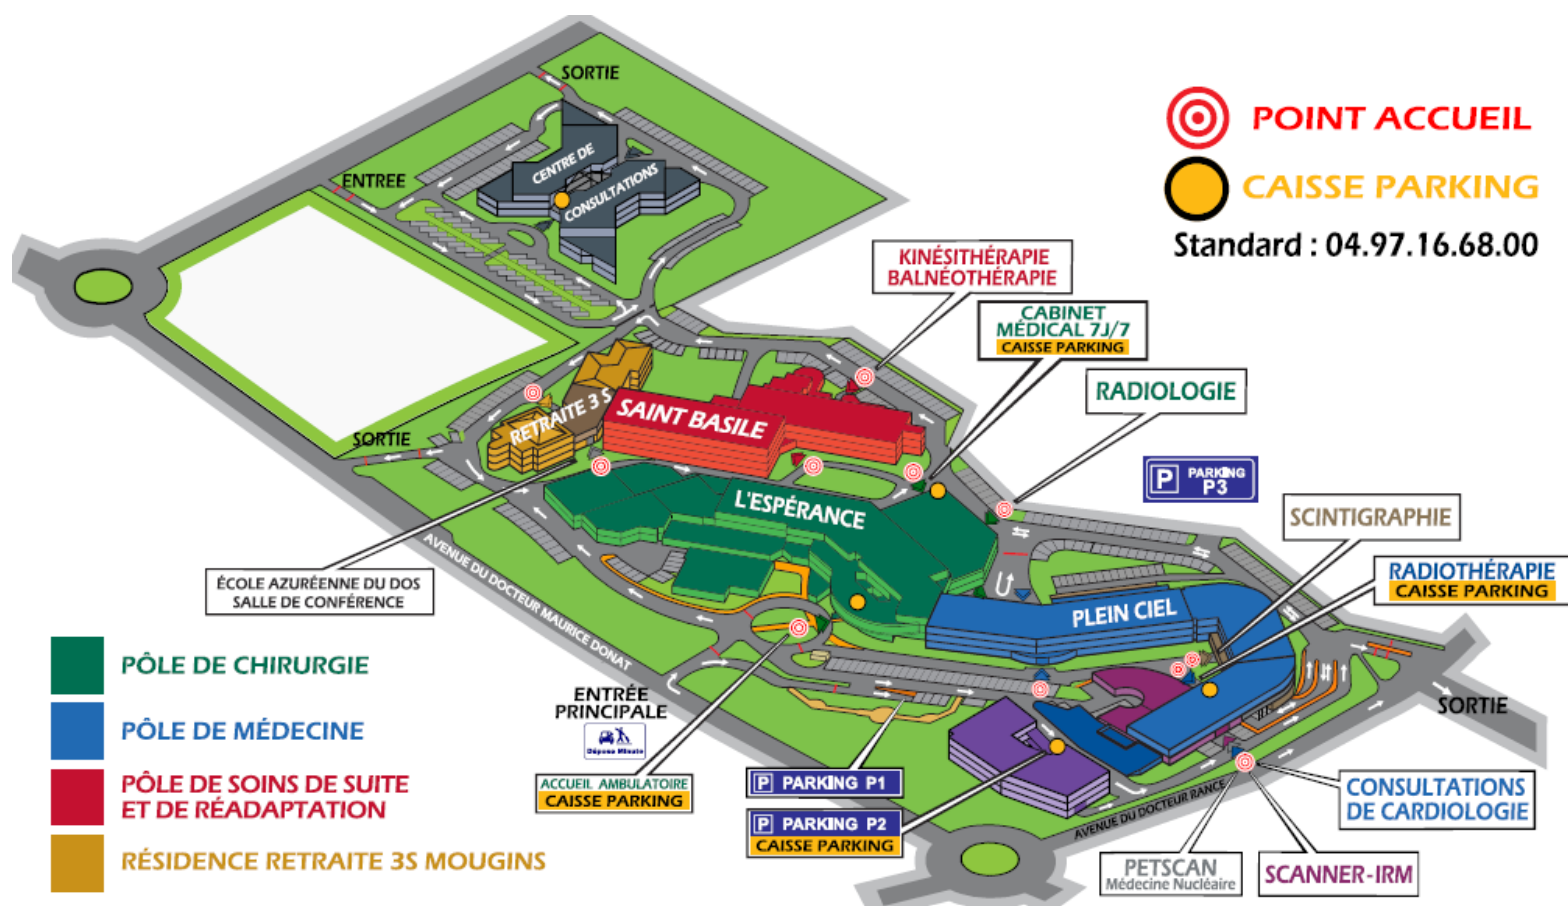 SORTIE
POINT ACCUEIL
CENTRE DE
CONSULTATIONS
ENTREE
CAISSE PARKING
Standard : 04.97.16.68.00
KINÉSITHÉRAPIE
BALNÉOTHÉRAPIE
CABINET
MÉDICAL 7J/7
CAISSE PARKING
RADIOLOGIE
RETRAITE 3 S
SAINT BASILE
SORTIE
P PARKING
P3
L'ESPÉRANCE
SCINTIGRAPHIE
AVENUE DU DOCTEUR MAURICE DONAT
ÉCOLE AZURÉENNE DU DOS
SALLE DE CONFÉRENCE
RADIOTHÉRAPIE
CAISSE PARKING
PLEIN CIEL
PÔLE DE CHIRURGIE
ENTRÉE
PRINCIPALE
Dépose Minute
SORTIE
PÔLE DE MÉDECINE
ACCUEIL AMBULATOIRE
CAISSE PARKING
P PARKING P1
P PARKING P2
CAISSE PARKING
CONSULTATIONS
DE CARDIOLOGIE
AVENUE DU DOCTEUR RANCE
PÔLE DE SOINS DE SUITE
ET DE RÉADAPTATION
PETSCAN
Médecine Nucléaire
SCANNER-IRM
RÉSIDENCE RETRAITE 3S MOUGINS